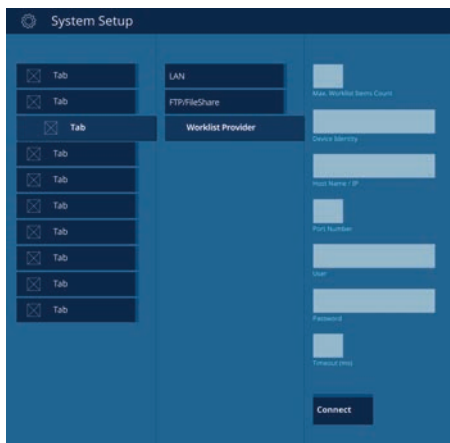 System Setup
Tab
Tab
Tab
Tab
Tab
Tab
Tab
Tab
Tab
Tab
LAN
FTP/FileShare
Worklist Provider
Max. Worklist Items Count
Device Identity
Host Name / IP
Port Number
User
Password
Timeout (ms)
Connect